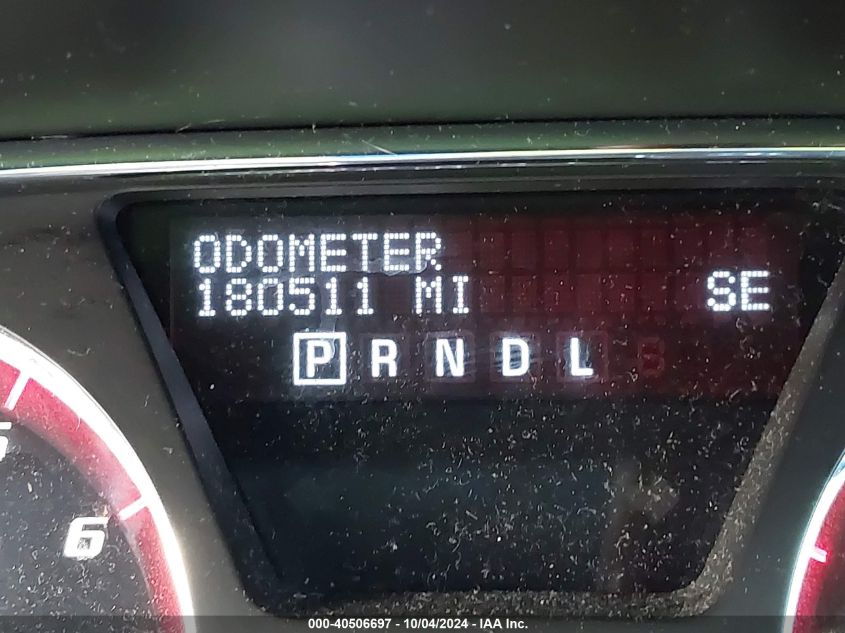 ODOMETER
180511 MI SE
P R N D L
6
000-40506697 - 10/04/2024 - IAA Inc.